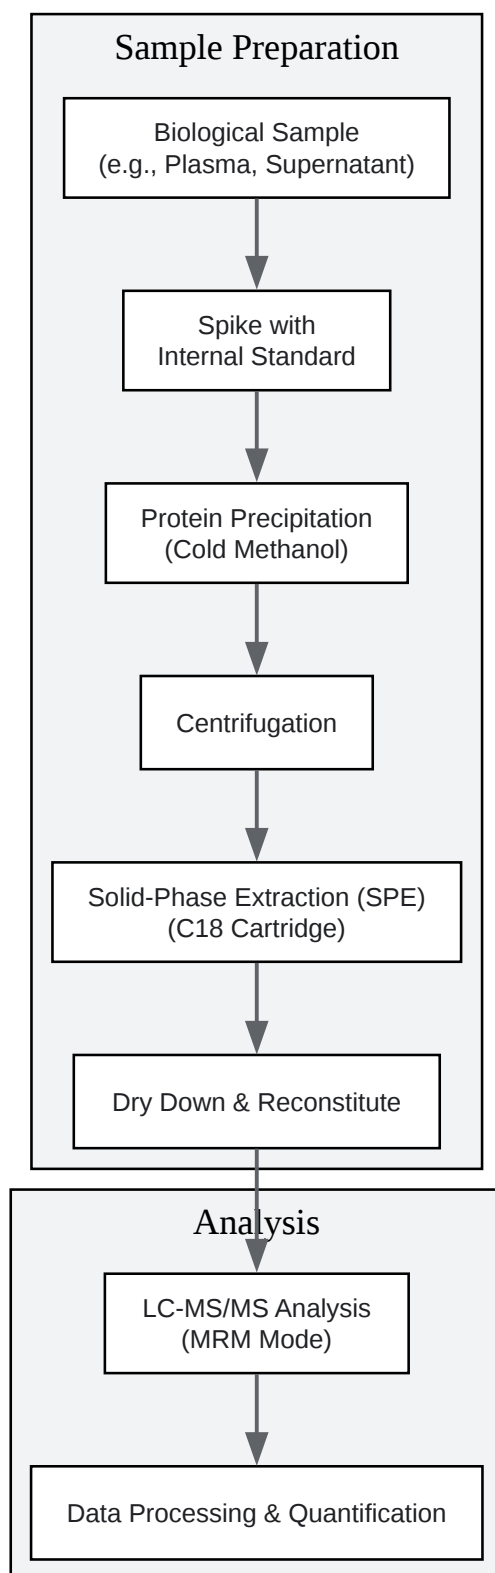 Sample Preparation
Biological Sample
(e.g., Plasma, Supernatant)
Spike with
Internal Standard
Protein Precipitation
(Cold Methanol)
Centrifugation
Solid-Phase Extraction (SPE)
(C18 Cartridge)
Dry Down & Reconstitute
Analysis
LC-MS/MS Analysis
(MRM Mode)
Data Processing & Quantification